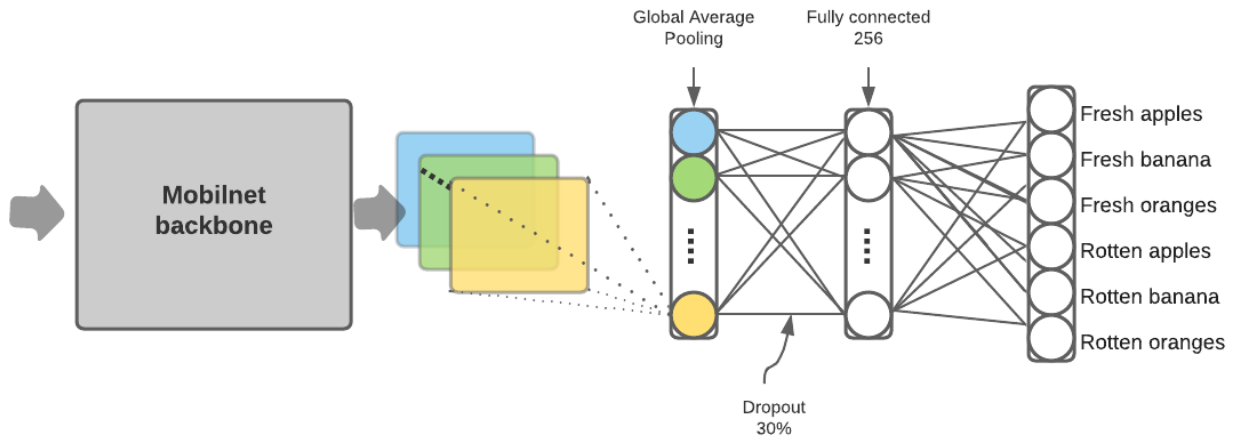 Global Average
Pooling
Fully connected
256
Mobilnet
backbone
Fresh apples
Fresh banana
Fresh oranges
Rotten apples
Rotten banana
Rotten oranges
Dropout
30%